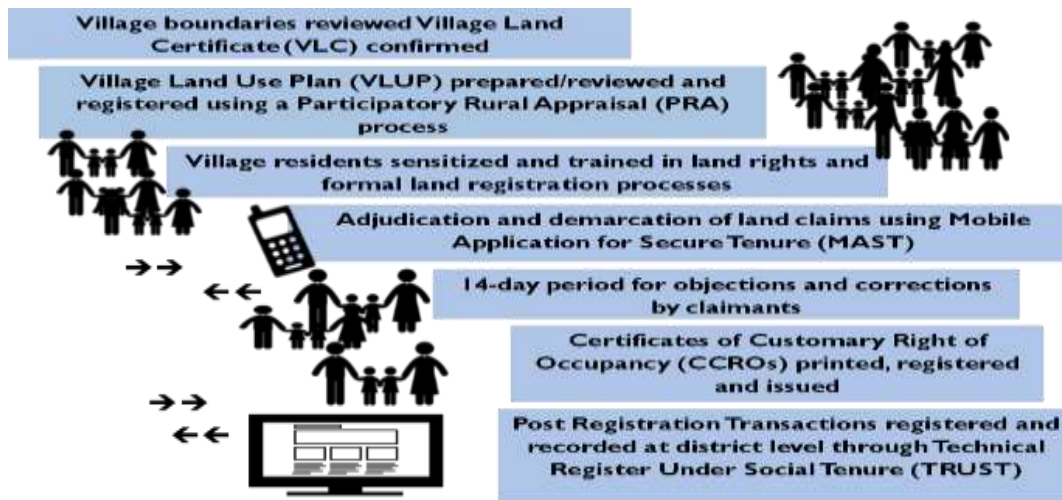 Village boundaries reviewed Village Land
Certificate (VLC) confirmed
Village Land Use Plan (VLUP) prepared/reviewed and
registered using a Participatory Rural Appraisal (PRA)
process
Village residents sensitized and trained in land rights and
formal land registration processes
Adjudication and demarcation of land claims using Mobile
Application for Secure Tenure (MAST)
14-day period for objections and corrections
by claimants
Certificates of Customary Right of
Occupancy (CCROs) printed, registered
and issued
Post Registration Transactions registered and
recorded at district level through Technical
Register Under Social Tenure (TRUST)